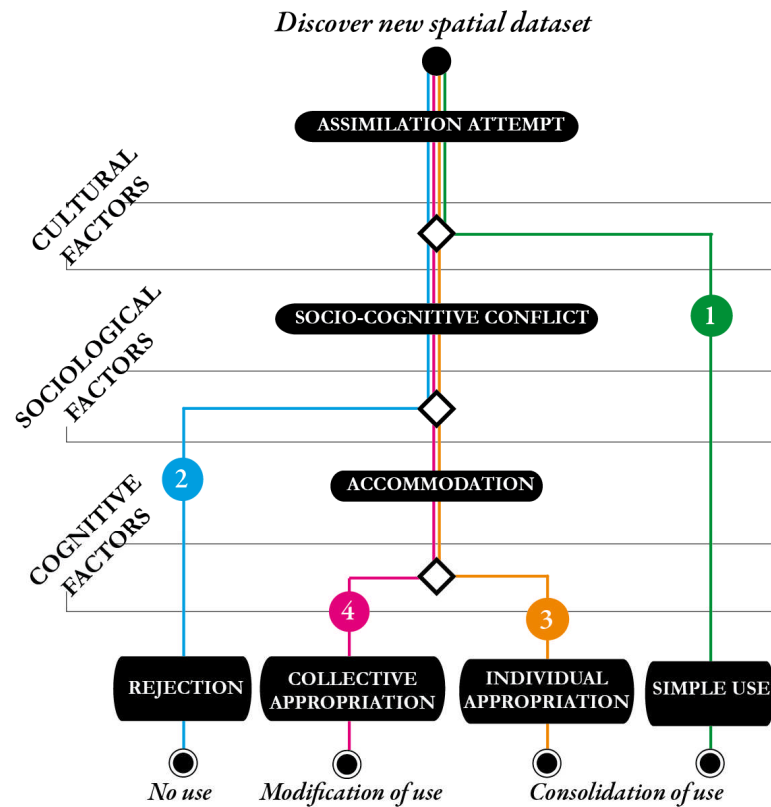 Discover new spatial dataset
ASSIMILATION ATTEMPT
CULTURAL
FACTORS
SOCIO-COGNITIVE CONFLICT
1
SOCIOLOGICAL
FACTORS
2
ACCOMMODATION
COGNITIVE
FACTORS
4
3
REJECTION
COLLECTIVE
APPROPRIATION
INDIVIDUAL
APPROPRIATION
SIMPLE USE
No use
Modification of use
Consolidation of use